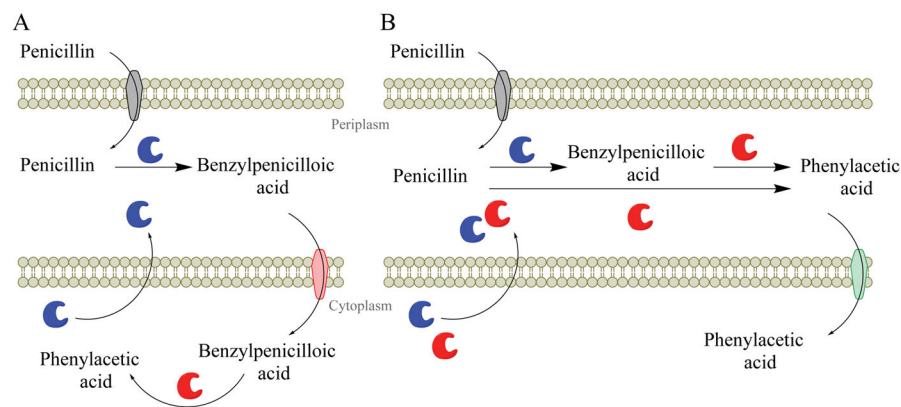 A
Penicillin
Periplasm
Penicillin
Benzylpenicilloic
acid
Cytoplasm
Phenylacetic
acid
Benzylpenicilloic
acid
B
Penicillin
Penicillin
Benzylpenicilloic
acid
Phenylacetic
acid
Phenylacetic
acid